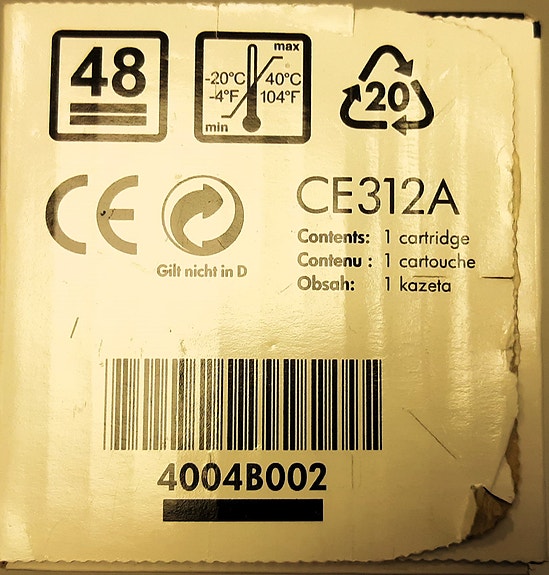 48
max
-20°C 40°C
-4°F 104°F
min
20
CE
Gilt nicht in D
CE312A
Contents: 1 cartridge
Contenu : 1 cartouche
Obsah: 1 kazeta
4004B002